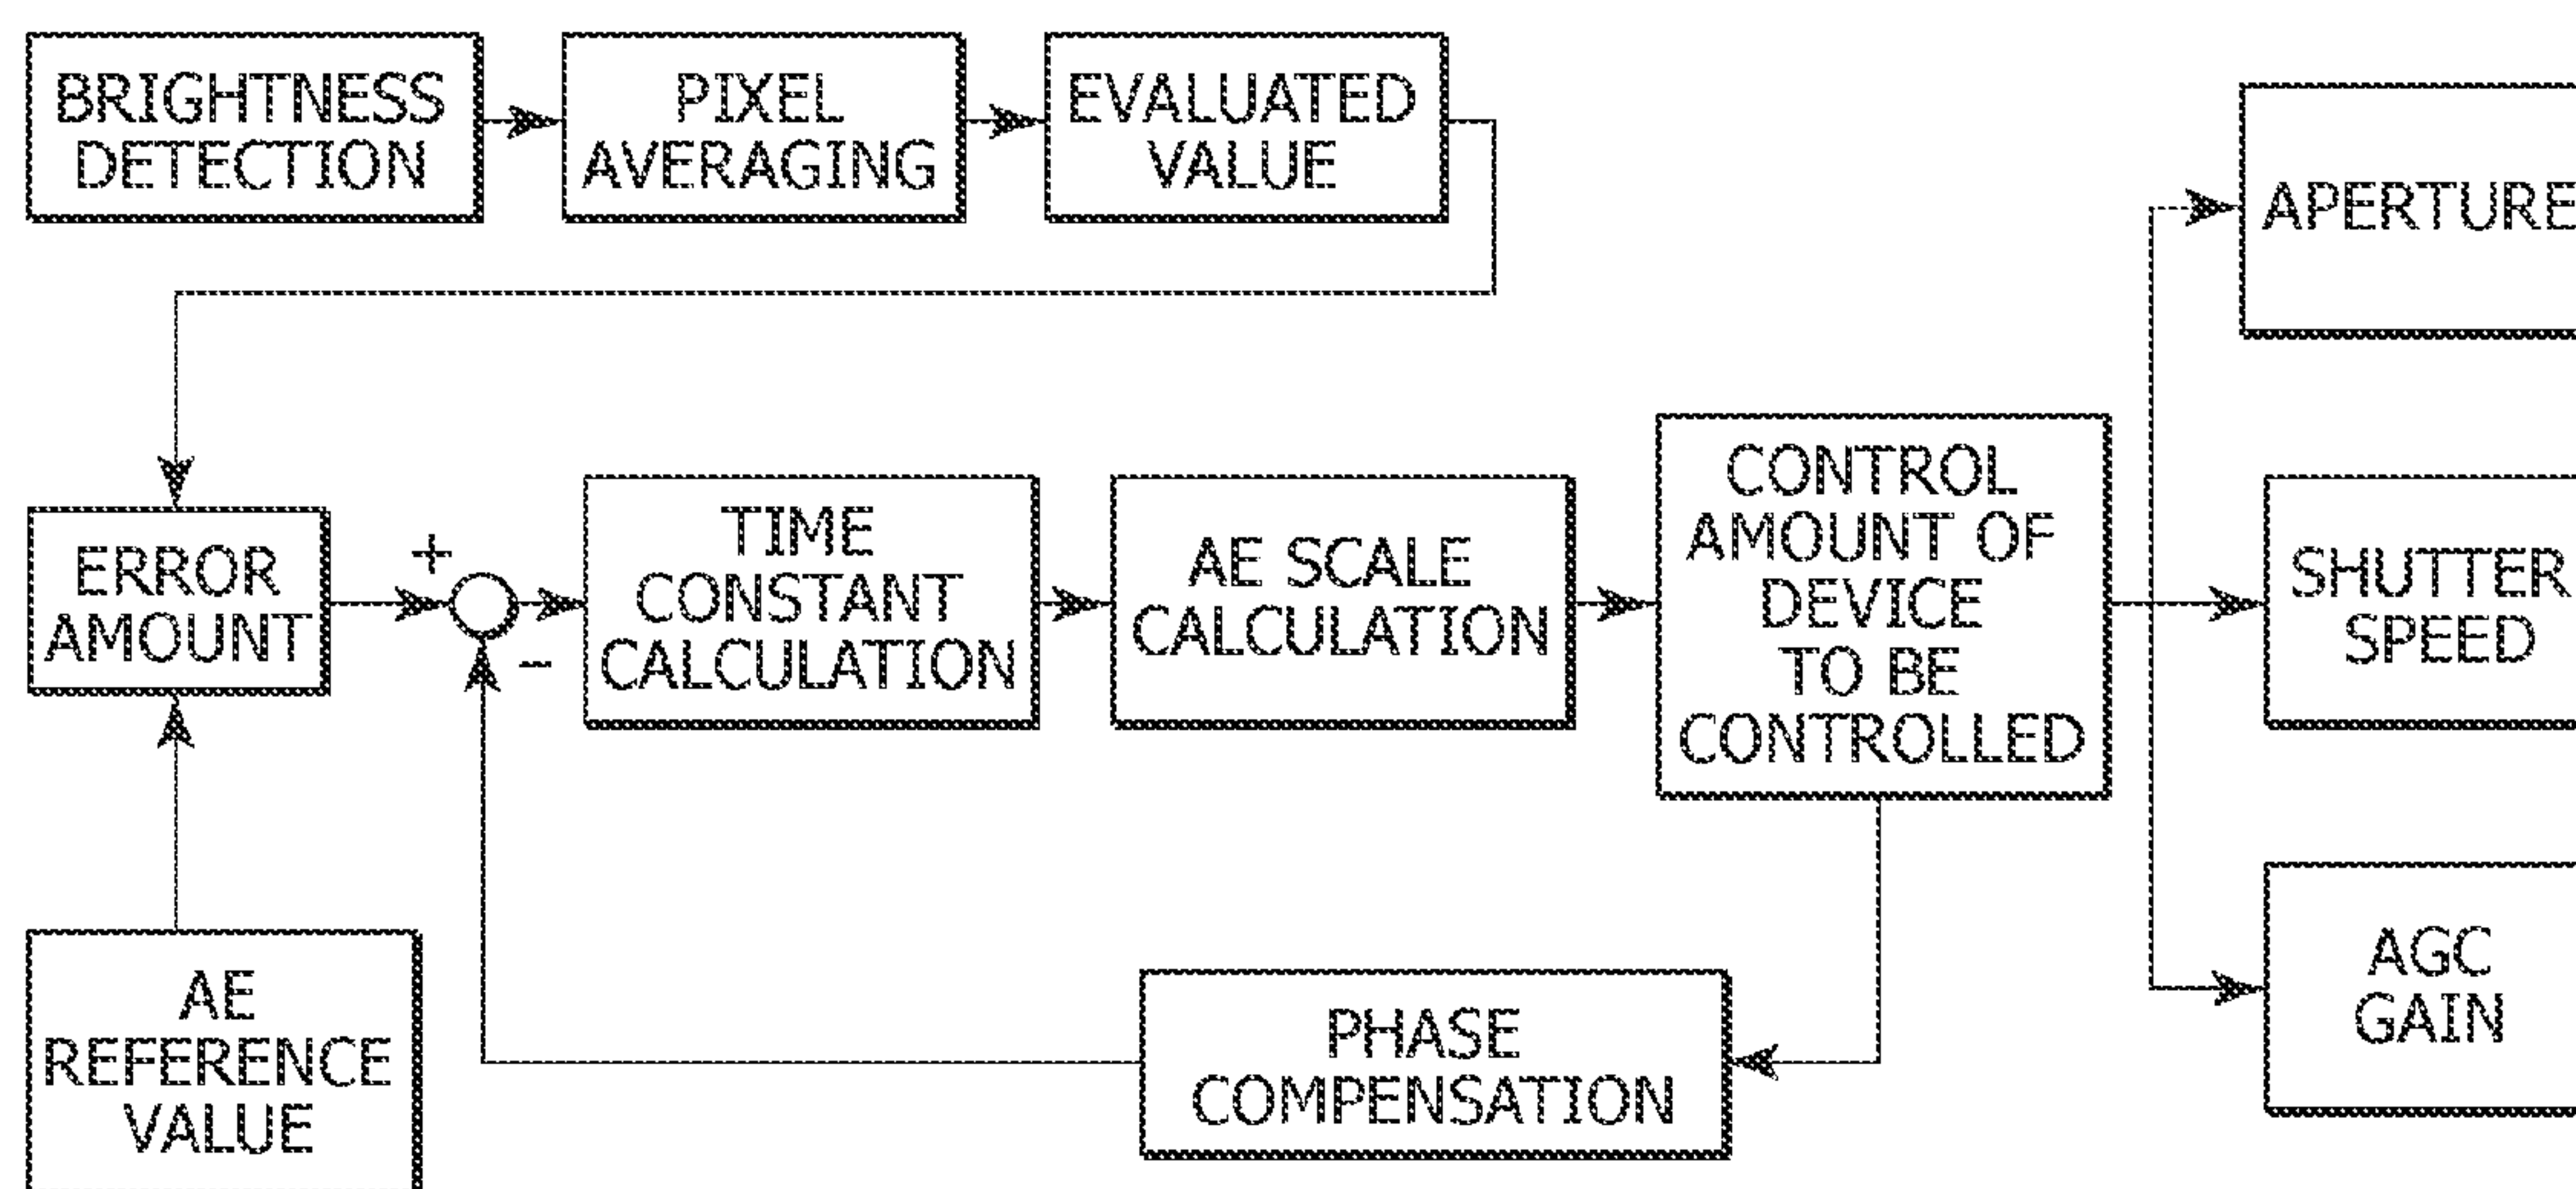 BRIGHTNESS
DETECTION
PIXEL
AVERAGING
EVALUATED
VALUE
APERTURE
ERROR
AMOUNT
+
-
TIME
CONSTANT
CALCULATION
AE SCALE
CALCULATION
CONTROL
AMOUNT OF
DEVICE
TO BE
CONTROLLED
SHUTTER
SPEED
AE
REFERENCE
VALUE
PHASE
COMPENSATION
AGC
GAIN